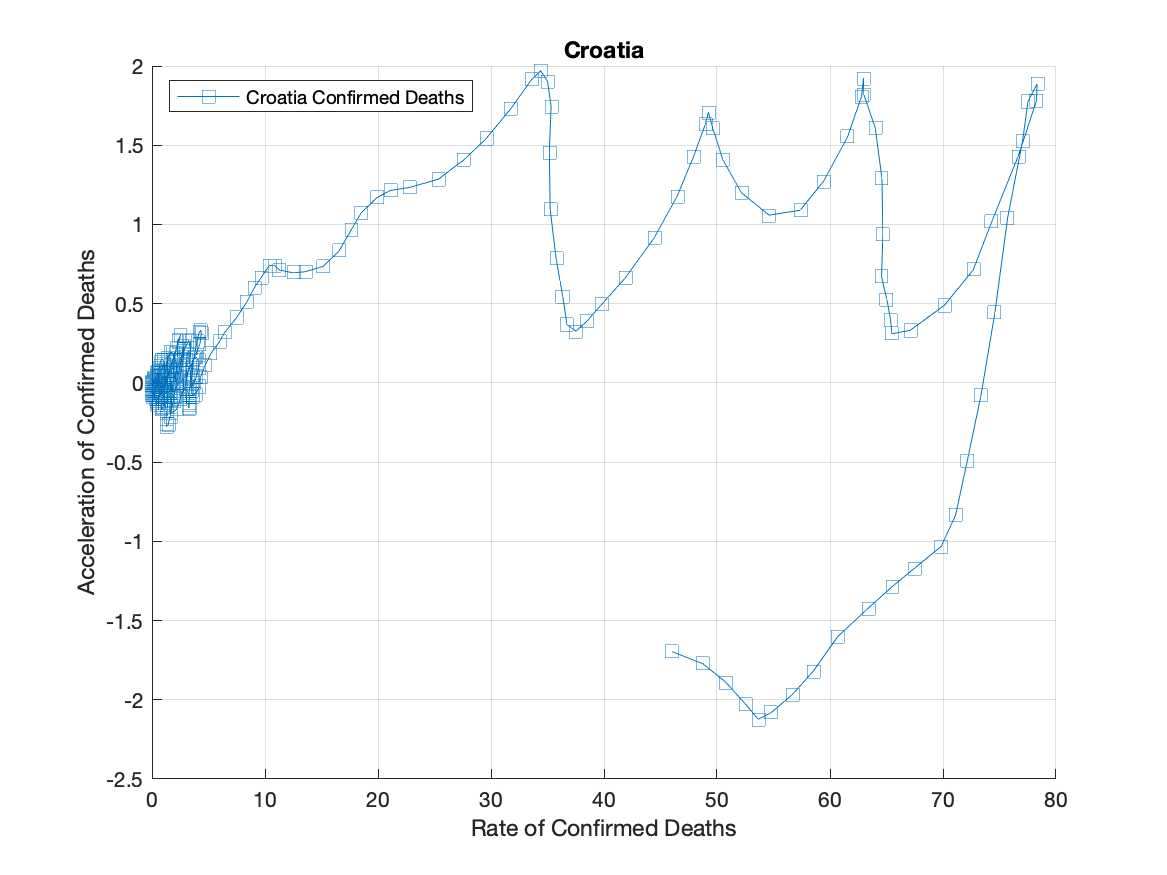 Croatia
Croatia Confirmed Deaths
2
1.5
1
0.5
0
-0.5
-1
-1.5
-2
-2.5
Acceleration of Confirmed Deaths
0 10 20 30 40 50 60 70 80
Rate of Confirmed Deaths